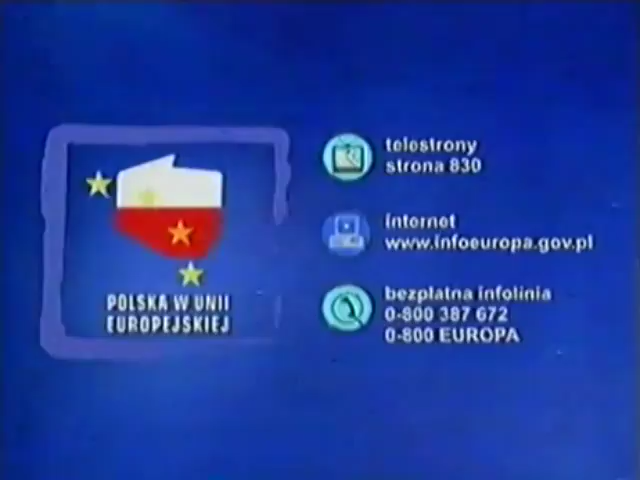 POLSKA W UNII
EUROPEJSKIEJ
telestrony
strona 830
internet
www.infoeuropa.gov.pl
bezpłatna infolinia
0-800 387 672
0-800 EUROPA